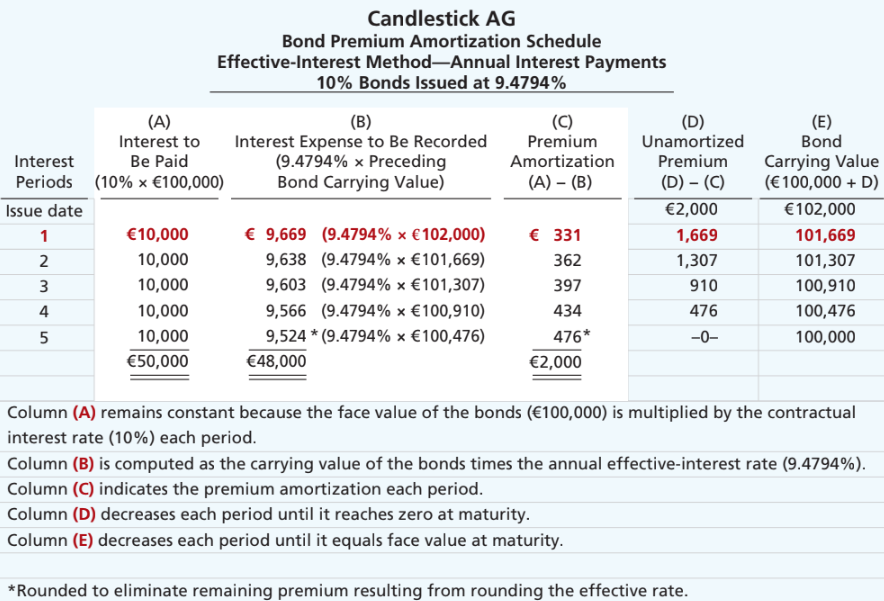 Candlestick AG
Bond Premium Amortization Schedule
Effective-Interest Method—Annual Interest Payments
10% Bonds Issued at 9.4794%
(A) (B) (C) (D) (E)
Interest to Interest Expense to Be Recorded Premium Unamortized Bond
Interest Be Paid (9.4794% × Preceding Amortization Premium Carrying Value
Periods (10% × €100,000) Bond Carrying Value) (A) – (B) (D) – (C) (€100,000 + D)
Issue date €2,000 €102,000
1 €10,000 € 9,669 (9.4794% × €102,000) € 331 1,669 101,669
2 10,000 9,638 (9.4794% × €101,669) 362 1,307 101,307
3 10,000 9,603 (9.4794% × €101,307) 397 910 100,910
4 10,000 9,566 (9.4794% × €100,910) 434 476 100,476
5 10,000 9,524 * (9.4794% × €100,476) 476* –0– 100,000
€50,000 €48,000 €2,000
Column (A) remains constant because the face value of the bonds (€100,000) is multiplied by the contractual
interest rate (10%) each period.
Column (B) is computed as the carrying value of the bonds times the annual effective-interest rate (9.4794%).
Column (C) indicates the premium amortization each period.
Column (D) decreases each period until it reaches zero at maturity.
Column (E) decreases each period until it equals face value at maturity.
*Rounded to eliminate remaining premium resulting from rounding the effective rate.